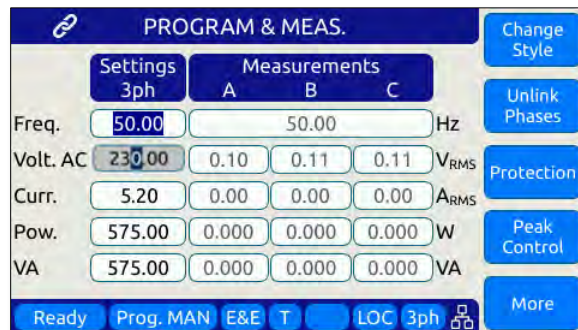 PROGRAM & MEAS.
Change
Style
Settings
3ph
Measurements
A B C
Unlink
Phases
Freq. 50.00 50.00 Hz
Volt. AC 230.00 0.10 0.11 0.11 VRMS
Protection
Curr. 5.20 0.00 0.00 0.00 ARMS
Pow. 575.00 0.000 0.000 0.000 W
Peak
Control
VA 575.00 0.000 0.000 0.000 VA
More
Ready Prog. MAN E&E T LOC 3ph